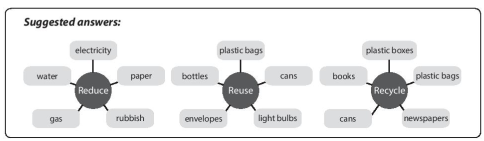 Suggested answers:
electricity
water
paper
Reduce
gas
rubbish
plastic bags
bottles
cans
Reuse
envelopes
light bulbs
plastic boxes
books
plastic bags
Recycle
cans
newspapers